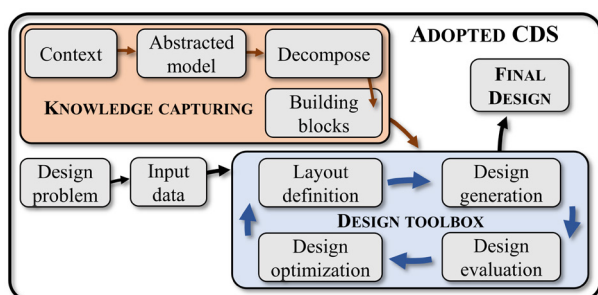 ADOPTED CDS
Context
Abstracted
model
Decompose
KNOWLEDGE CAPTURING
Building
blocks
FINAL
DESIGN
Design
problem
Input
data
Layout
definition
Design
generation
DESIGN TOOLBOX
Design
optimization
Design
evaluation